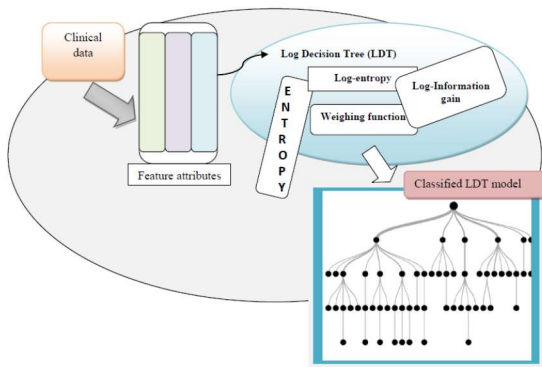 Clinical
data
Log Decision Tree (LDT)
Log-entropy
Log-Information
gain
E
N
T
R
O
P
Y
Weighing function
Feature attributes
Classified LDT model